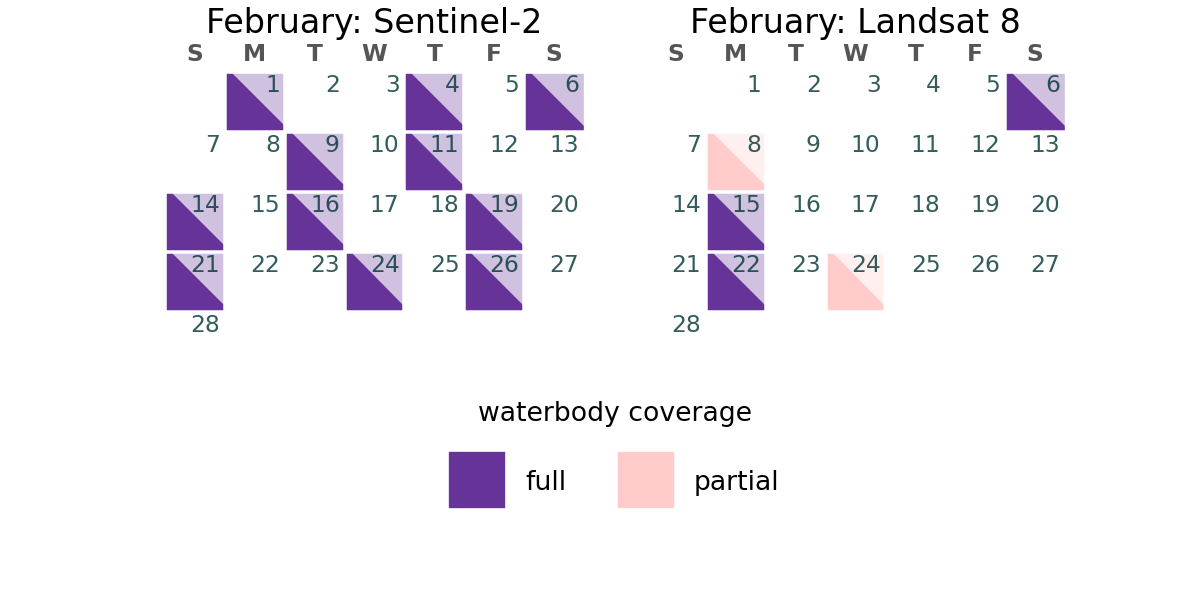 February: Sentinel-2
S M T W T F S
1 2 3 4 5 6
7 8 9 10 11 12 13
14 15 16 17 18 19 20
21 22 23 24 25 26 27
28
February: Landsat 8
S M T W T F S
1 2 3 4 5 6
7 8 9 10 11 12 13
14 15 16 17 18 19 20
21 22 23 24 25 26 27
28
waterbody coverage
full
partial